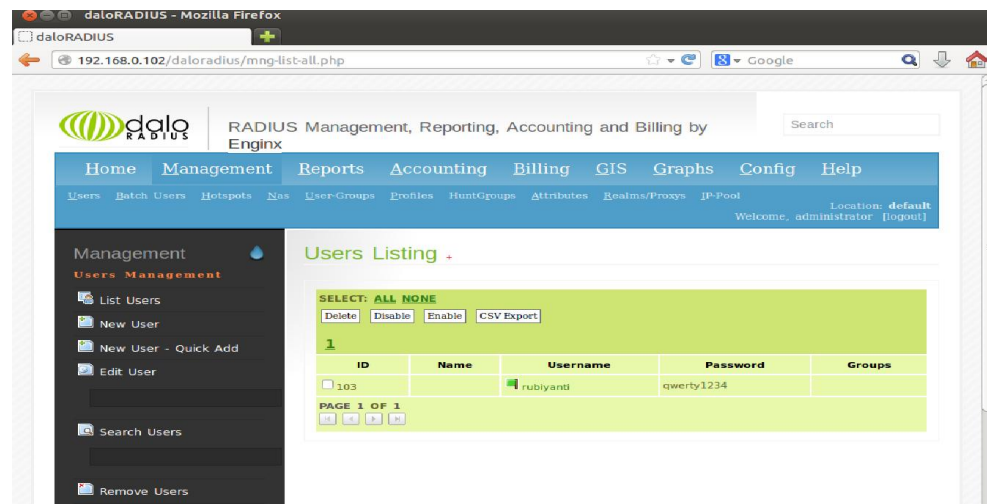 daloRADIUS - Mozilla Firefox
daloRADIUS
192.168.0.102/daloradius/mng-list-all.php
Google
dalo RADIUS
RADIUS Management, Reporting, Accounting and Billing by Enginx
Search
Home Management Reports Accounting Billing GIS Graphs Config Help
Users Batch Users Hotspots Nas User-Groups Profiles HuntGroups Attributes Realms/Proxys IP-Pool
Location: default
Welcome, administrator [logout]
Management
Users Management
List Users
New User
New User - Quick Add
Edit User
Search Users
Remove Users
Users Listing +
SELECT: ALL NONE
Delete Disable Enable CSV Export
1
ID Name Username Password Groups
103 rubiyanti qwerty1234
PAGE 1 OF 1